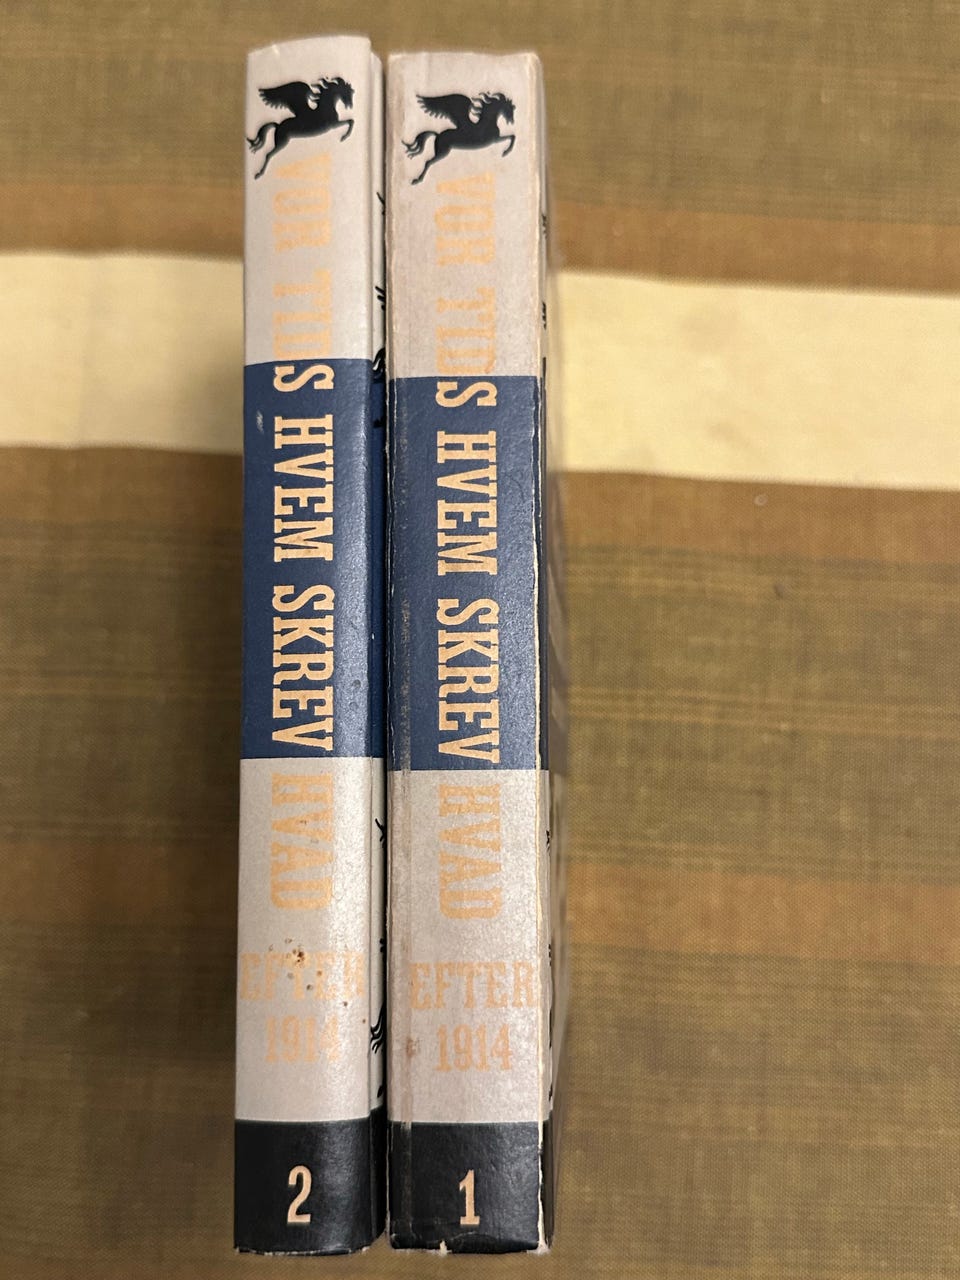 VOR TIDS HVEM SKREV HVAD
EFTER
1914
2
VOR TIDS HVEM SKREV HVAD
EFTER
1914
1